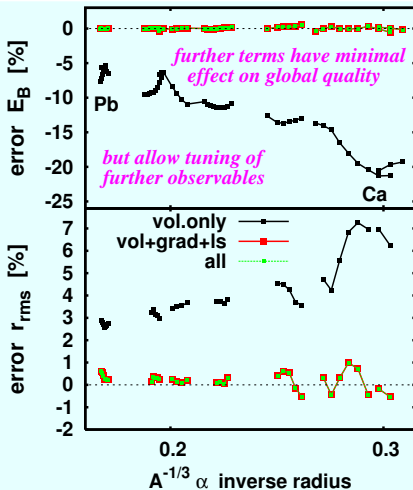 error E_B [%]
0
-5
-10
-15
-20
-25
further terms have minimal
effect on global quality
Pb
but allow tuning of
further observables
Ca
error r_rms [%]
7
6
5
4
3
2
1
0
-1
-2
vol.only
vol+grad+ls
all
0.2
0.3
A^-1/3 α inverse radius